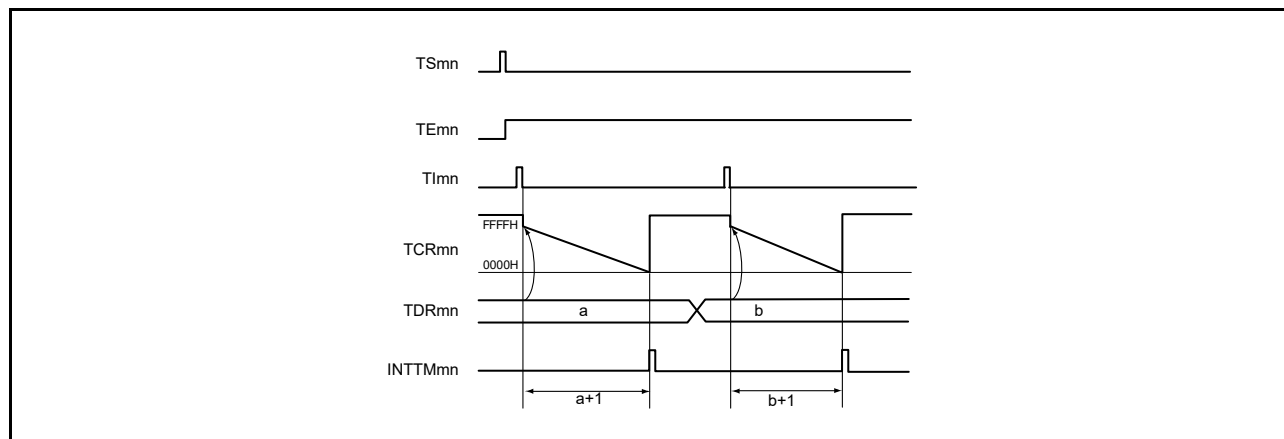 TSmn
TEmn
TImn
FFFFH
TCRmn
0000H
TDRmn a b
INTTMmn
a+1 b+1